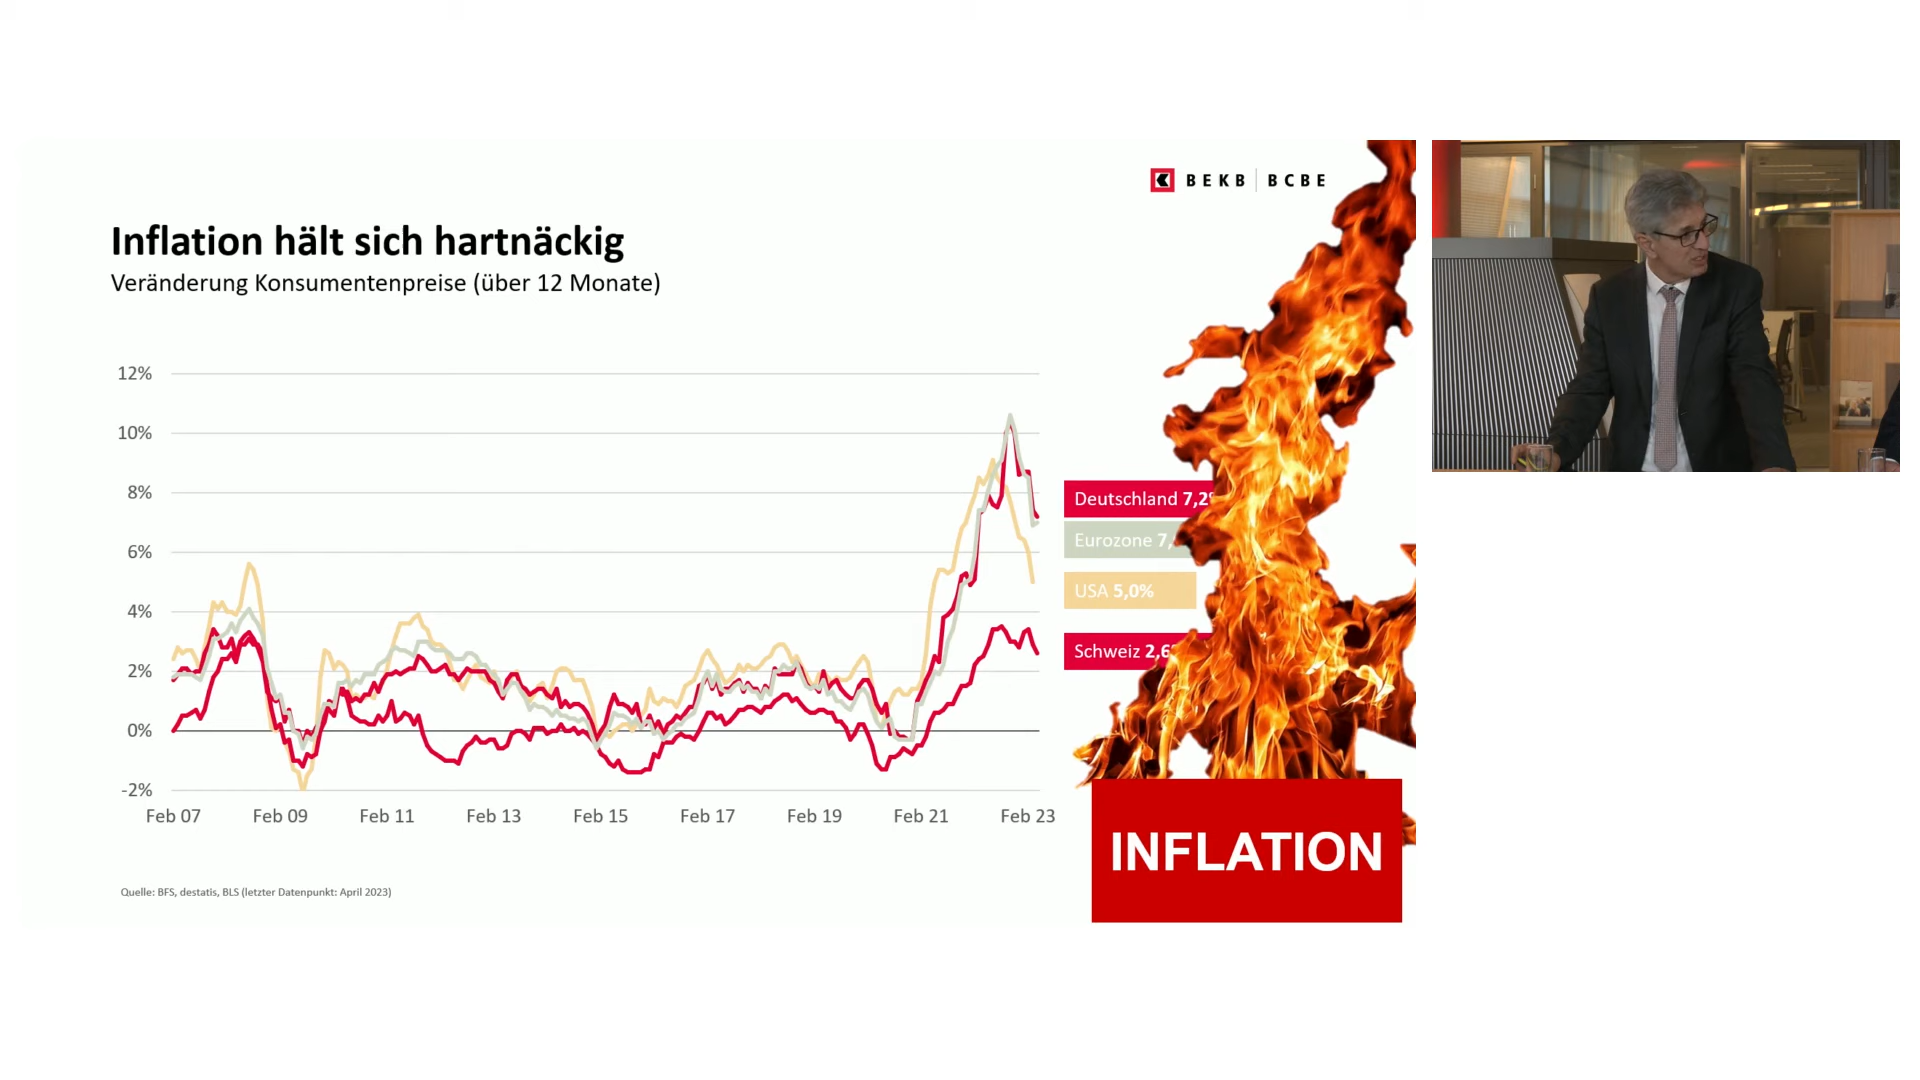 BEKB | BCBE
Inflation hält sich hartnäckig
Veränderung Konsumentenpreise (über 12 Monate)
12%
10%
8%
6%
4%
2%
0%
-2%
Feb 07 Feb 09 Feb 11 Feb 13 Feb 15 Feb 17 Feb 19 Feb 21 Feb 23
Deutschland 7,2
Eurozone 7,
USA 5,0%
Schweiz 2,6
INFLATION
Quelle: BFS, destatis, BLS (letzter Datenpunkt: April 2023)